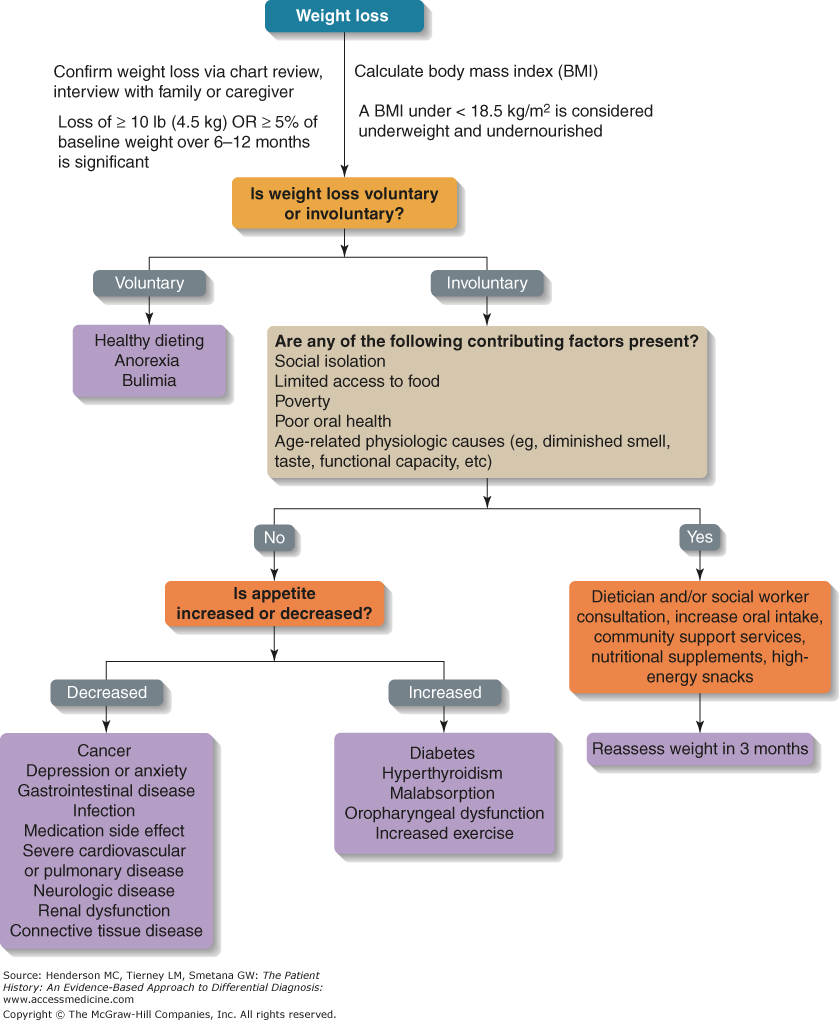 Weight loss
Confirm weight loss via chart review,
interview with family or caregiver
Loss of ≥ 10 lb (4.5 kg) OR ≥ 5% of
baseline weight over 6–12 months
is significant
Calculate body mass index (BMI)
A BMI under < 18.5 kg/m² is considered
underweight and undernourished
Is weight loss voluntary
or involuntary?
Voluntary
Involuntary
Healthy dieting
Anorexia
Bulimia
Are any of the following contributing factors present?
Social isolation
Limited access to food
Poverty
Poor oral health
Age-related physiologic causes (eg, diminished smell,
taste, functional capacity, etc)
No
Yes
Is appetite
increased or decreased?
Dietician and/or social worker
consultation, increase oral intake,
community support services,
nutritional supplements, high-
energy snacks
Decreased
Increased
Cancer
Depression or anxiety
Gastrointestinal disease
Infection
Medication side effect
Severe cardiovascular
or pulmonary disease
Neurologic disease
Renal dysfunction
Connective tissue disease
Diabetes
Hyperthyroidism
Malabsorption
Oropharyngeal dysfunction
Increased exercise
Reassess weight in 3 months
Source: Henderson MC, Tierney LM, Smetana GW: The Patient
History: An Evidence-Based Approach to Differential Diagnosis:
www.accessmedicine.com
Copyright © The McGraw-Hill Companies, Inc. All rights reserved.